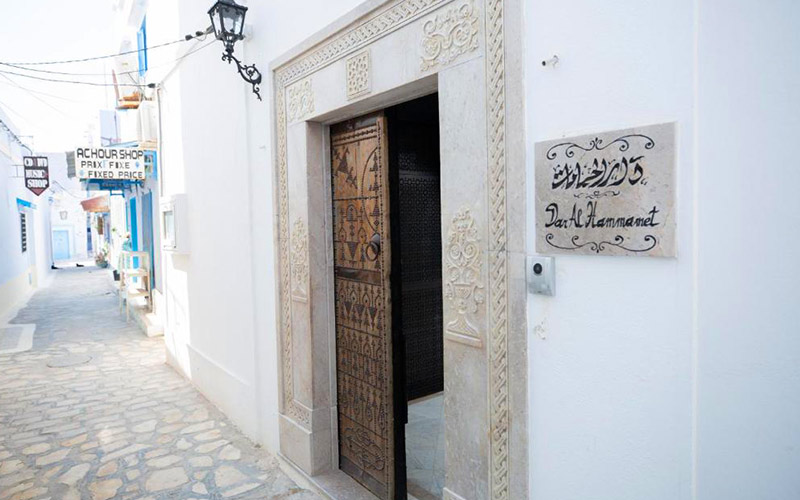 ACHOUR SHOP
PRIX FIXE
FIXED PRICE
MUSIC
SHOP
دار الحمامات
Dar Al Hammamet